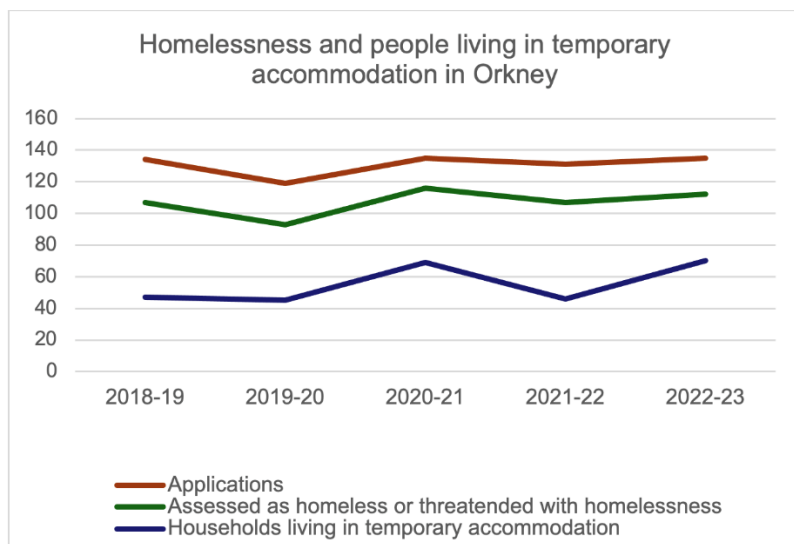 Homelessness and people living in temporary
accommodation in Orkney
160
140
120
100
80
60
40
20
0
2018-19 2019-20 2020-21 2021-22 2022-23
Applications
Assessed as homeless or threatended with homelessness
Households living in temporary accommodation